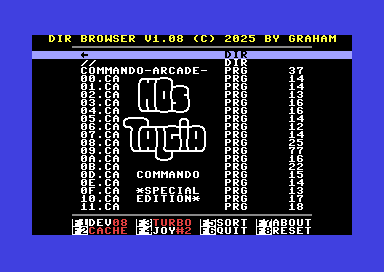 DIR BROWSER V1.08 (C) 2025 BY GRAHAM
← DIR
// DIR
COMMANDO-ARCADE- PRG 37
00.CA PRG 14
01.CA PRG 14
02.CA PRG 13
03.CA PRG 16
04.CA PRG 16
05.CA PRG 14
06.CA PRG 12
07.CA PRG 14
08.CA PRG 25
09.CA PRG 77
0A.CA PRG 16
0B.CA PRG 22
0D.CA COMMANDO PRG 15
0E.CA PRG 14
0F.CA *SPECIAL PRG 13
10.CA EDITION* PRG 17
11.CA PRG 18
NOs
TalGiA
F1DEV08 F3TURBO F5SORT F7ABOUT
F2CACHE F4JOY#2 F6QUIT F8RESET